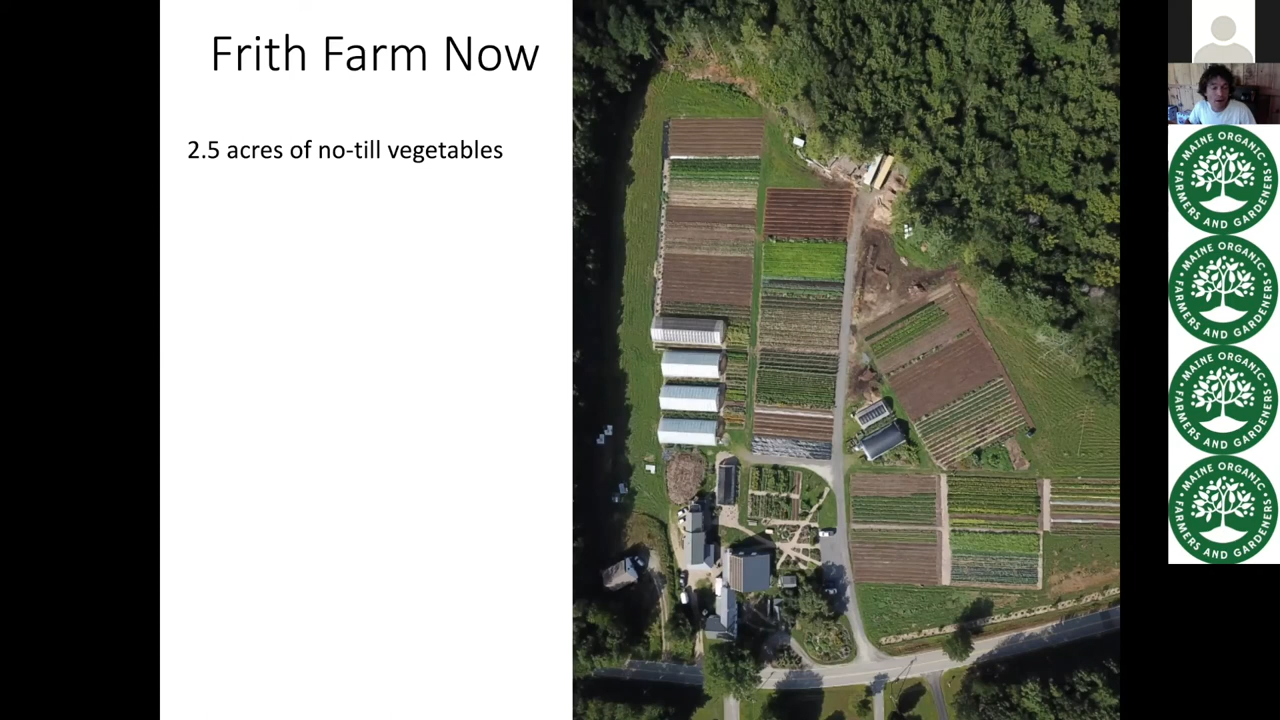 Frith Farm Now
2.5 acres of no-till vegetables
MAINE ORGANIC
FARMERS AND GARDENERS
MAINE ORGANIC
FARMERS AND GARDENERS
MAINE ORGANIC
FARMERS AND GARDENERS
MAINE ORGANIC
FARMERS AND GARDENERS